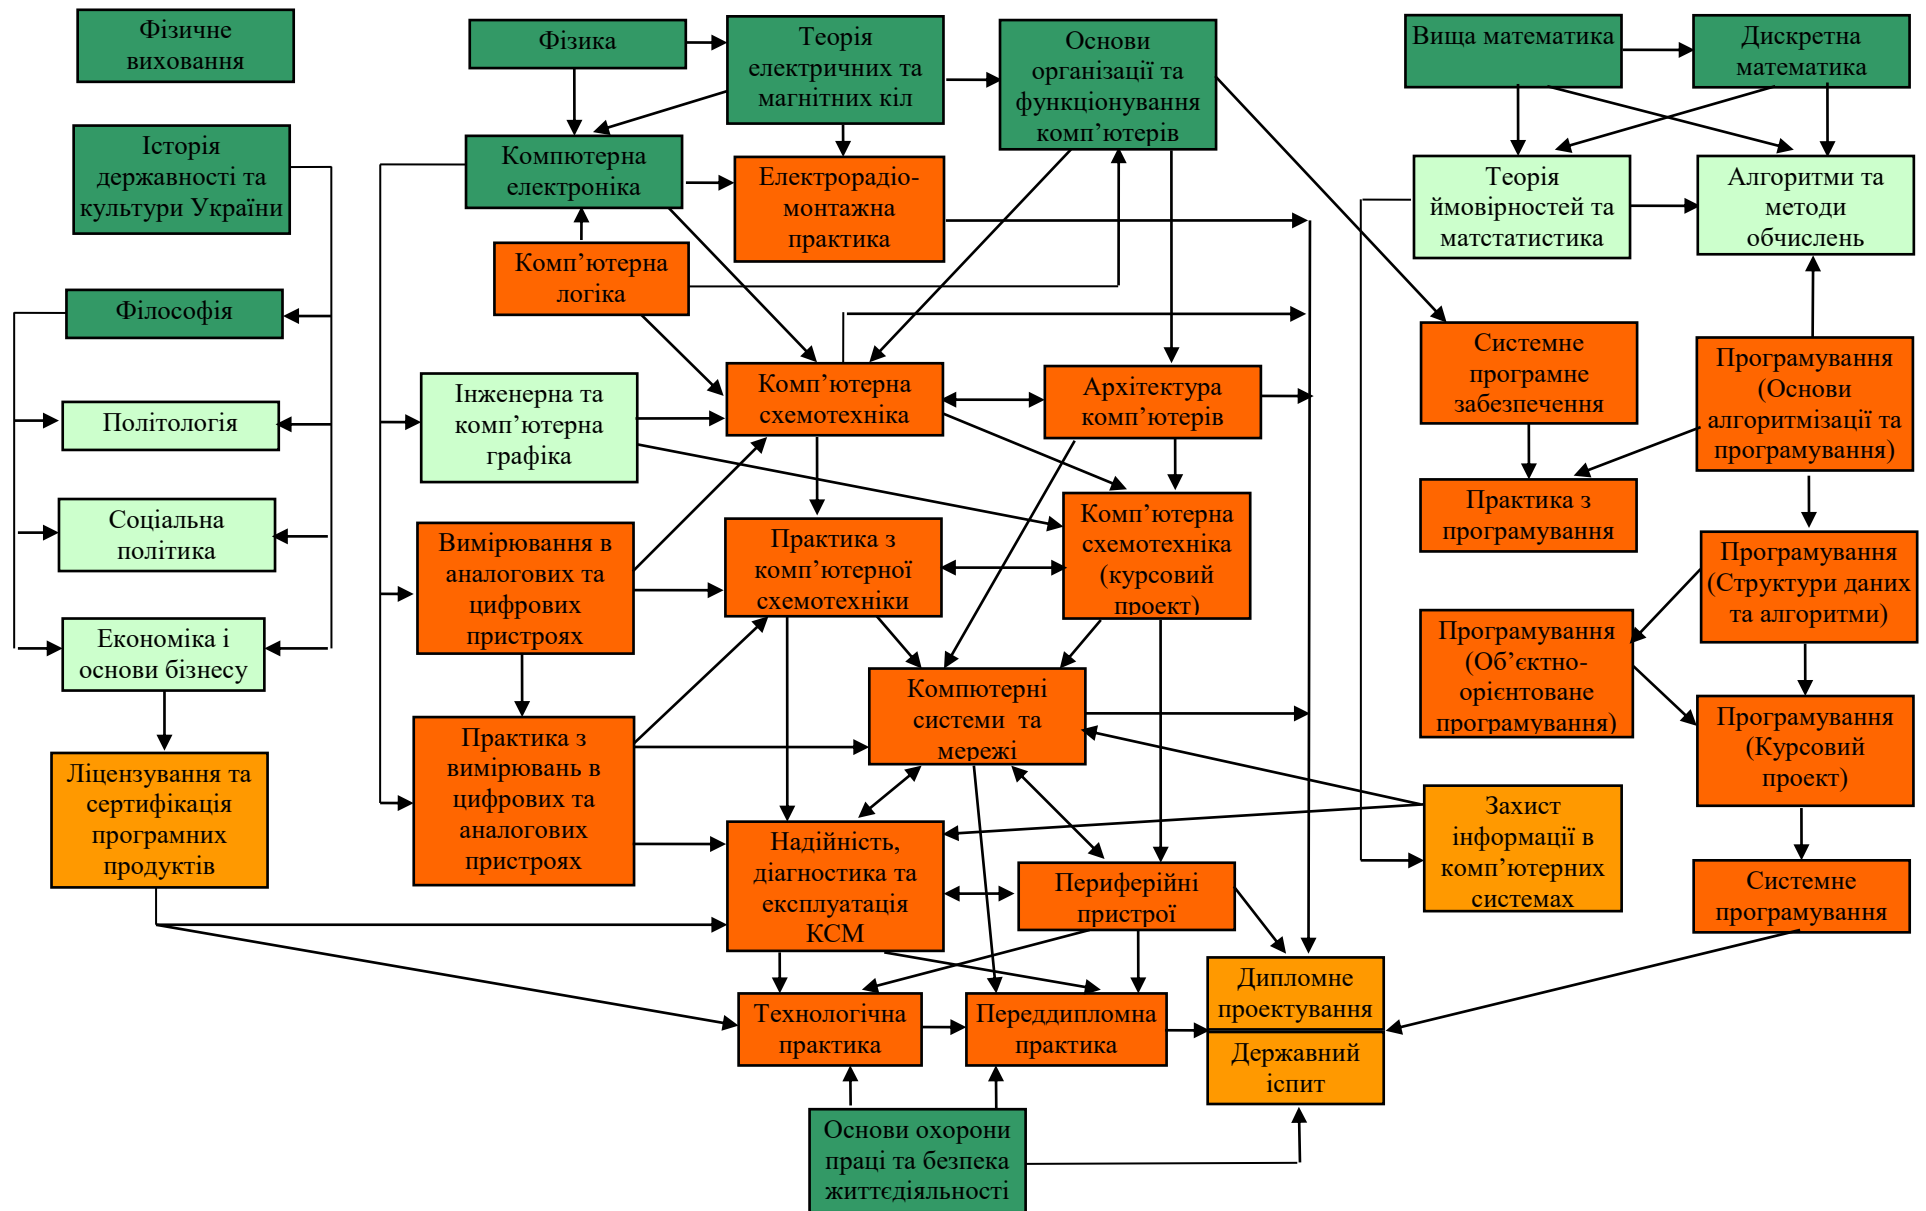 Фізичне
виховання
Фізика
Теорія
електричних та
магнітних кіл
Основи
організації та
функціонування
комп’ютерів
Вища математика
Дискретна
математика
Історія
державності та
культури України
Компютерна
електроніка
Електрорадіо-
монтажна
практика
Теорія
ймовірностей та
матстатистика
Алгоритми та
методи
обчислень
Комп’ютерна
логіка
Філософія
Системне
програмне
забезпечення
Програмування
(Основи
алгоритмізації та
програмування)
Політологія
Інженерна та
комп’ютерна
графіка
Комп’ютерна
схемотехніка
Архітектура
комп’ютерів
Соціальна
політика
Вимірювання в
аналогових та
цифрових
пристроях
Практика з
комп’ютерної
схемотехніки
Комп’ютерна
схемотехніка
(курсовий
проект)
Практика з
програмування
Програмування
(Структури даних
та алгоритми)
Економіка і
основи бізнесу
Програмування
(Об’єктно-
орієнтоване
програмування)
Компютерні
системи та
мережі
Програмування
(Курсовий
проект)
Ліцензування та
сертифікація
програмних
продуктів
Практика з
вимірювань в
цифрових та
аналогових
пристроях
Захист
інформації в
комп’ютерних
системах
Надійність,
діагностика та
експлуатація
КСМ
Периферійні
пристрої
Системне
програмування
Технологічна
практика
Переддипломна
практика
Дипломне
проектування
Державний
іспит
Основи охорони
праці та безпека
життєдіяльності